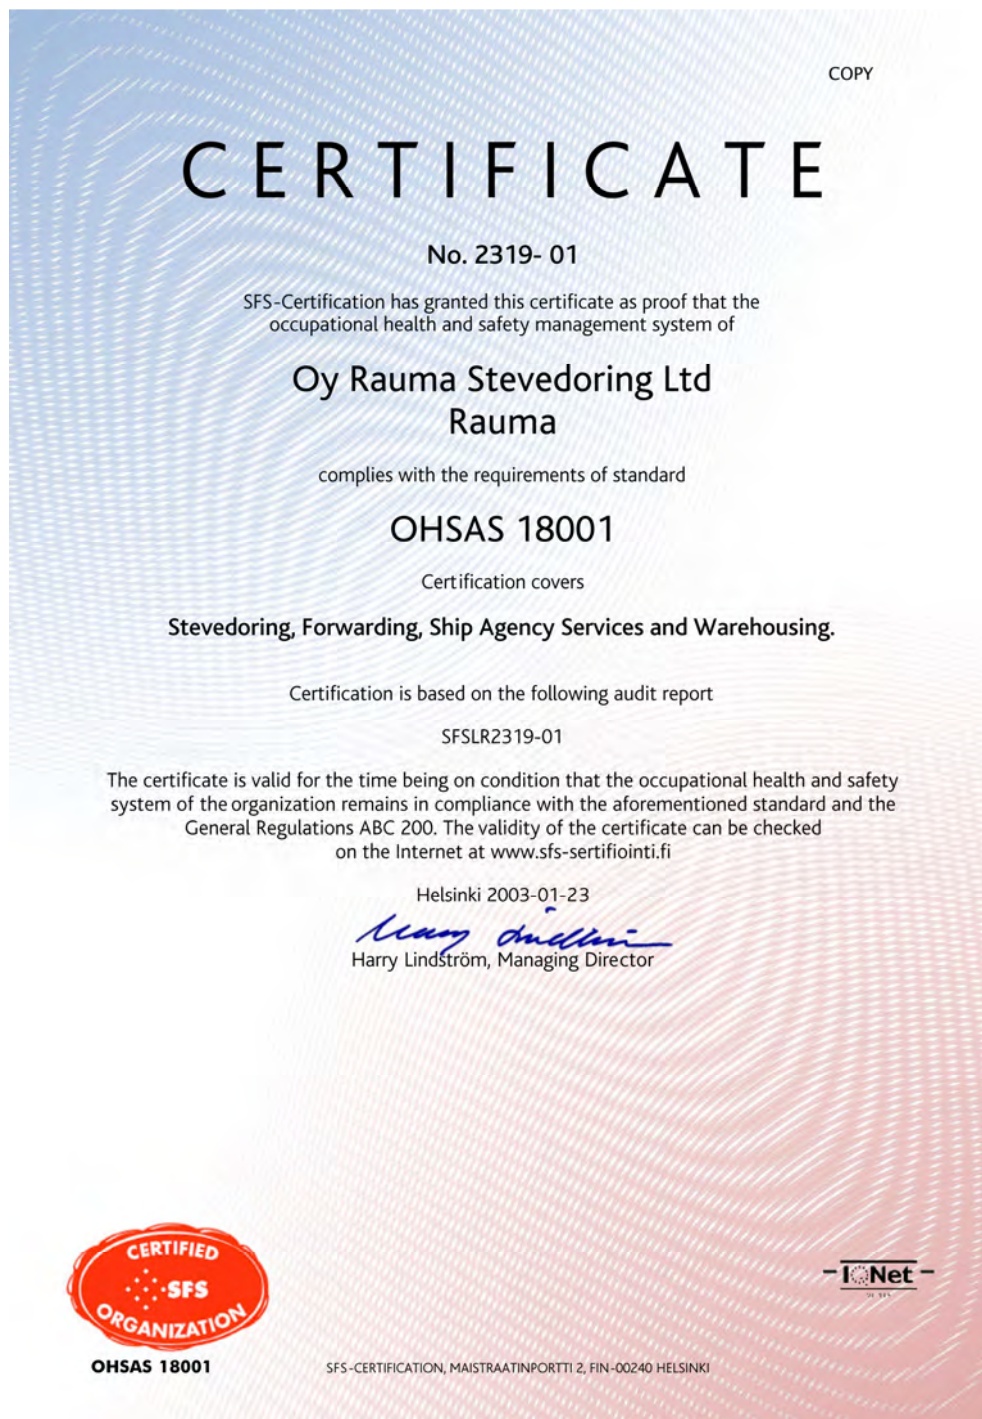 COPY
CERTIFICATE
No. 2319- 01
SFS-Certification has granted this certificate as proof that the
occupational health and safety management system of
Oy Rauma Stevedoring Ltd
Rauma
complies with the requirements of standard
OHSAS 18001
Certification covers
Stevedoring, Forwarding, Ship Agency Services and Warehousing.
Certification is based on the following audit report
SFSLR2319-01
The certificate is valid for the time being on condition that the occupational health and safety
system of the organization remains in compliance with the aforementioned standard and the
General Regulations ABC 200. The validity of the certificate can be checked
on the Internet at www.sfs-sertifiointi.fi
Helsinki 2003-01-23
Harry Lindström, Managing Director
CERTIFIED
SFS
ORGANIZATION
OHSAS 18001
IQNet
SFS-CERTIFICATION, MAISTRAATINPORTTI 2, FIN-00240 HELSINKI